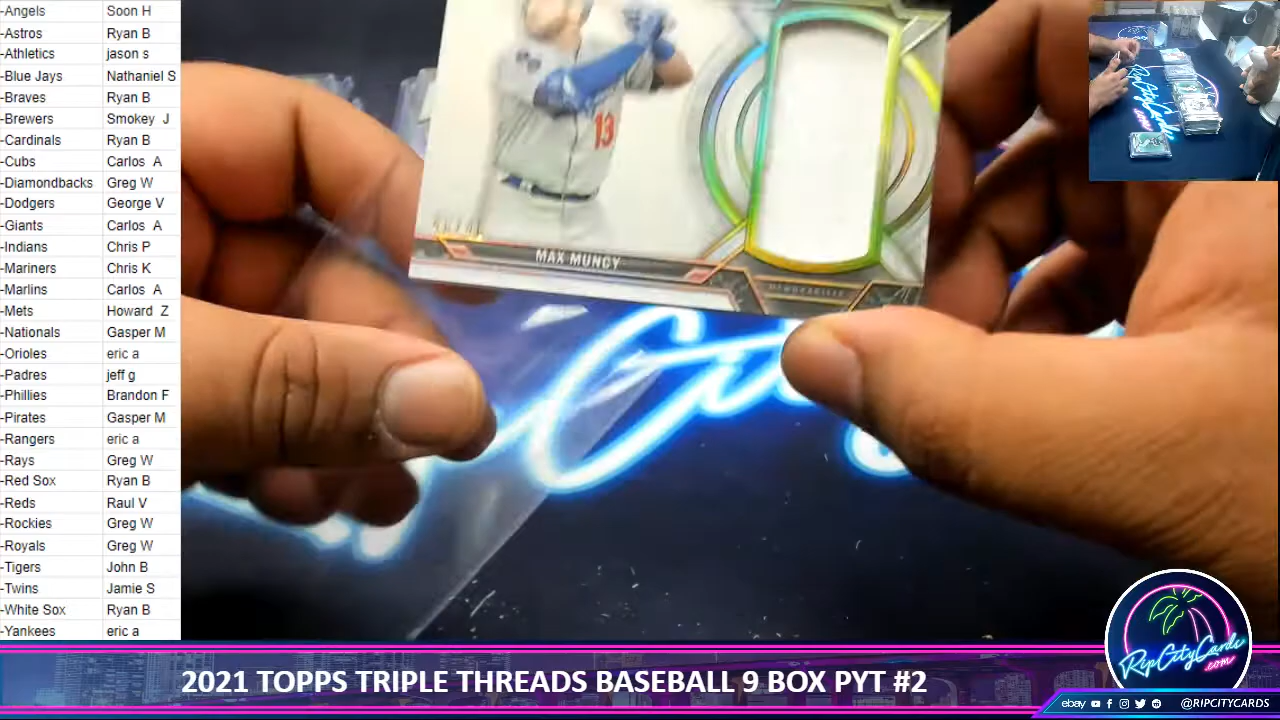 -Angels Soon H
-Astros Ryan B
-Athletics jason s
-Blue Jays Nathaniel S
-Braves Ryan B
-Brewers Smokey J
-Cardinals Ryan B
-Cubs Carlos A
-Diamondbacks Greg W
-Dodgers George V
-Giants Carlos A
-Indians Chris P
-Mariners Chris K
-Marlins Carlos A
-Mets Howard Z
-Nationals Gasper M
-Orioles eric a
-Padres jeff g
-Phillies Brandon F
-Pirates Gasper M
-Rangers eric a
-Rays Greg W
-Red Sox Ryan B
-Reds Raul V
-Rockies Greg W
-Royals Greg W
-Tigers John B
-Twins Jamie S
-White Sox Ryan B
-Yankees eric a
13
MAX MUNCY
MEMORABILIA
2021 TOPPS TRIPLE THREADS BASEBALL 9 BOX PYT #2
RipCityCards
.com
ebay @RIPCITYCARDS